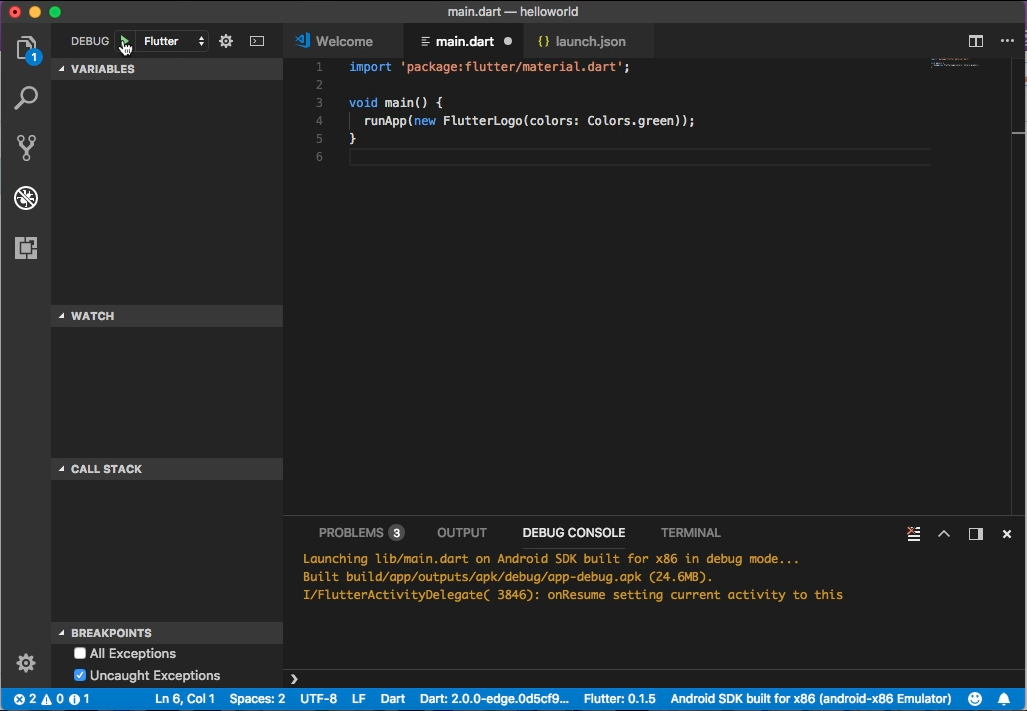 main.dart — helloworld
DEBUG Flutter
Welcome main.dart launch.json
1
VARIABLES
1 import 'package:flutter/material.dart';
2
3 void main() {
4 runApp(new FlutterLogo(colors: Colors.green));
5 }
6
WATCH
CALL STACK
BREAKPOINTS
All Exceptions
Uncaught Exceptions
PROBLEMS 3 OUTPUT DEBUG CONSOLE TERMINAL
Launching lib/main.dart on Android SDK built for x86 in debug mode...
Built build/app/outputs/apk/debug/app-debug.apk (24.6MB).
I/FlutterActivityDelegate( 3846): onResume setting current activity to this
2 0 1 Ln 6, Col 1 Spaces: 2 UTF-8 LF Dart Dart: 2.0.0-edge.0d5cf9... Flutter: 0.1.5 Android SDK built for x86 (android-x86 Emulator)